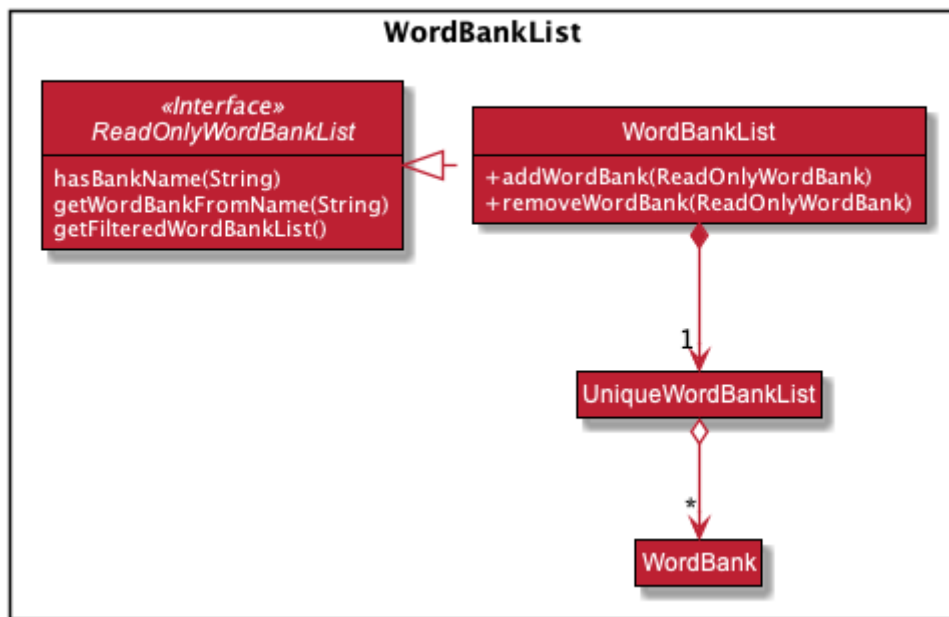 WordBankList
«Interface»
ReadOnlyWordBankList
hasBankName(String)
getWordBankFromName(String)
getFilteredWordBankList()
WordBankList
+addWordBank(ReadOnlyWordBank)
+removeWordBank(ReadOnlyWordBank)
1
UniqueWordBankList
*
WordBank